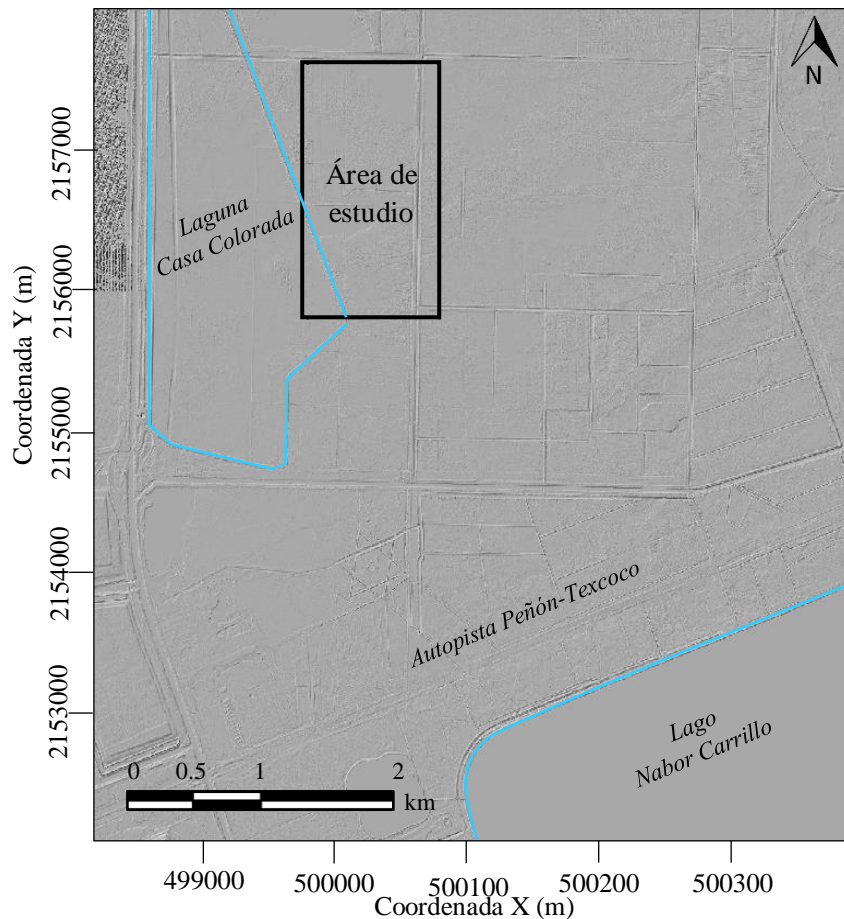 N
2157000
Área de
estudio
Laguna
Casa Colorada
2156000
Coordenada Y (m)
2155000
2154000
Autopista Peñón-Texcoco
2153000
Lago
Nabor Carrillo
0 0.5 1 2
km
499000 500000 500100 500200 500300
Coordenada X (m)